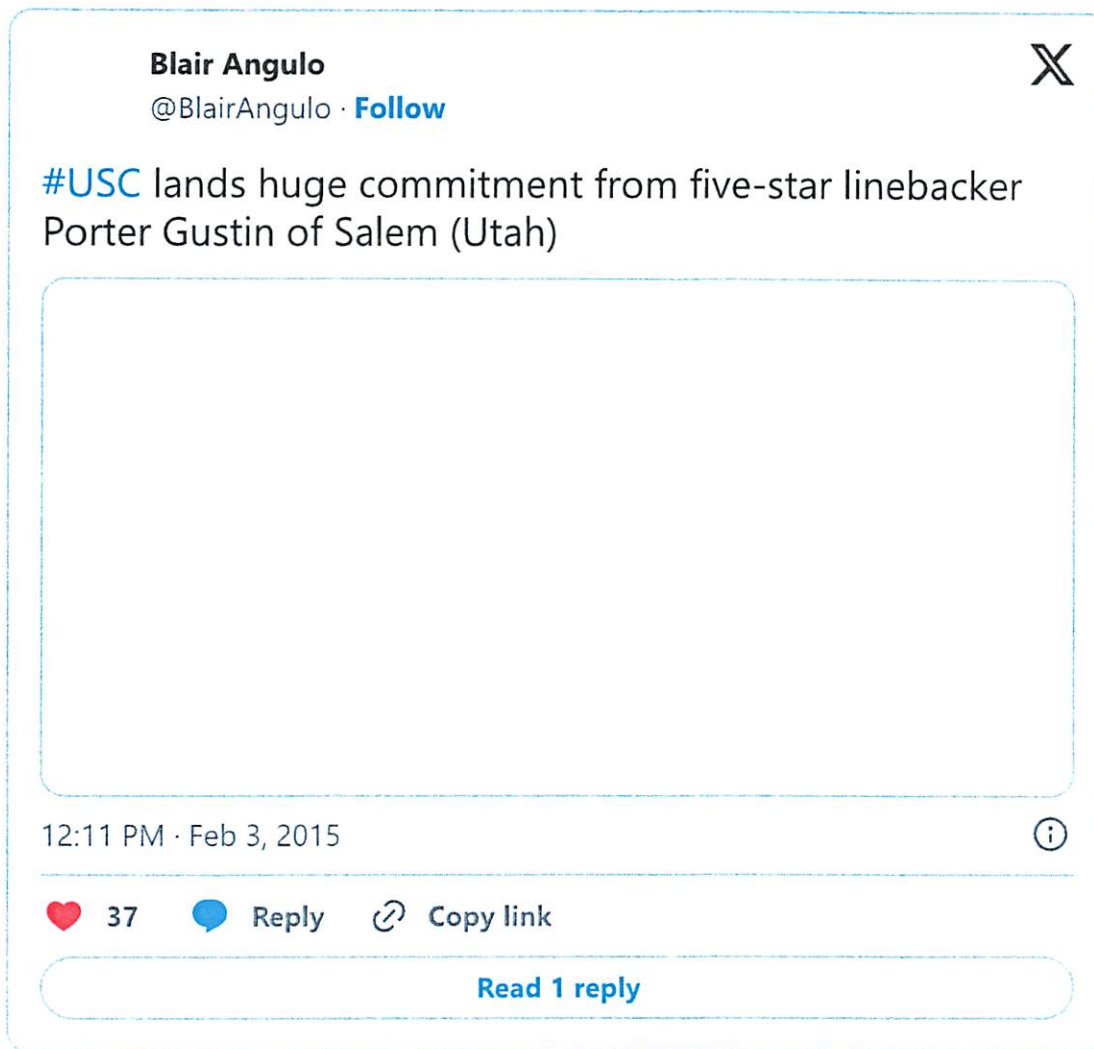 Blair Angulo
@BlairAngulo · Follow
#USC lands huge commitment from five-star linebacker
Porter Gustin of Salem (Utah)
12:11 PM · Feb 3, 2015
37 Reply Copy link
Read 1 reply